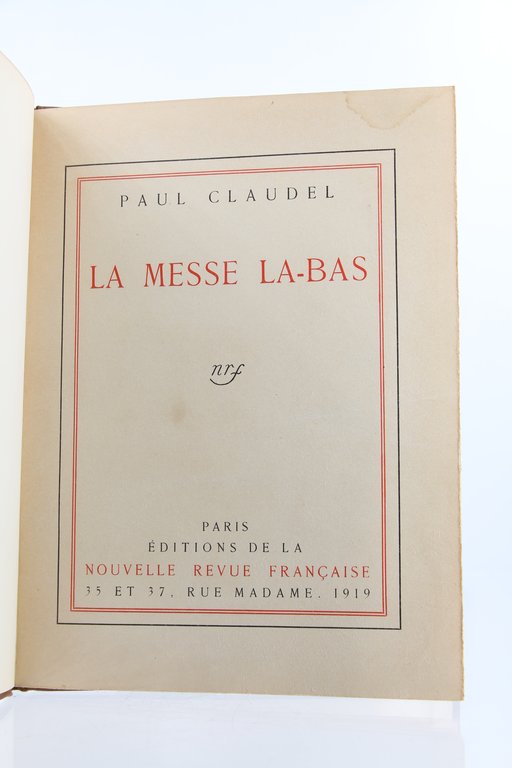 PAUL CLAUDEL
LA MESSE LA-BAS
nrf
PARIS
ÉDITIONS DE LA
NOUVELLE REVUE FRANÇAISE
35 ET 37, RUE MADAME. 1919